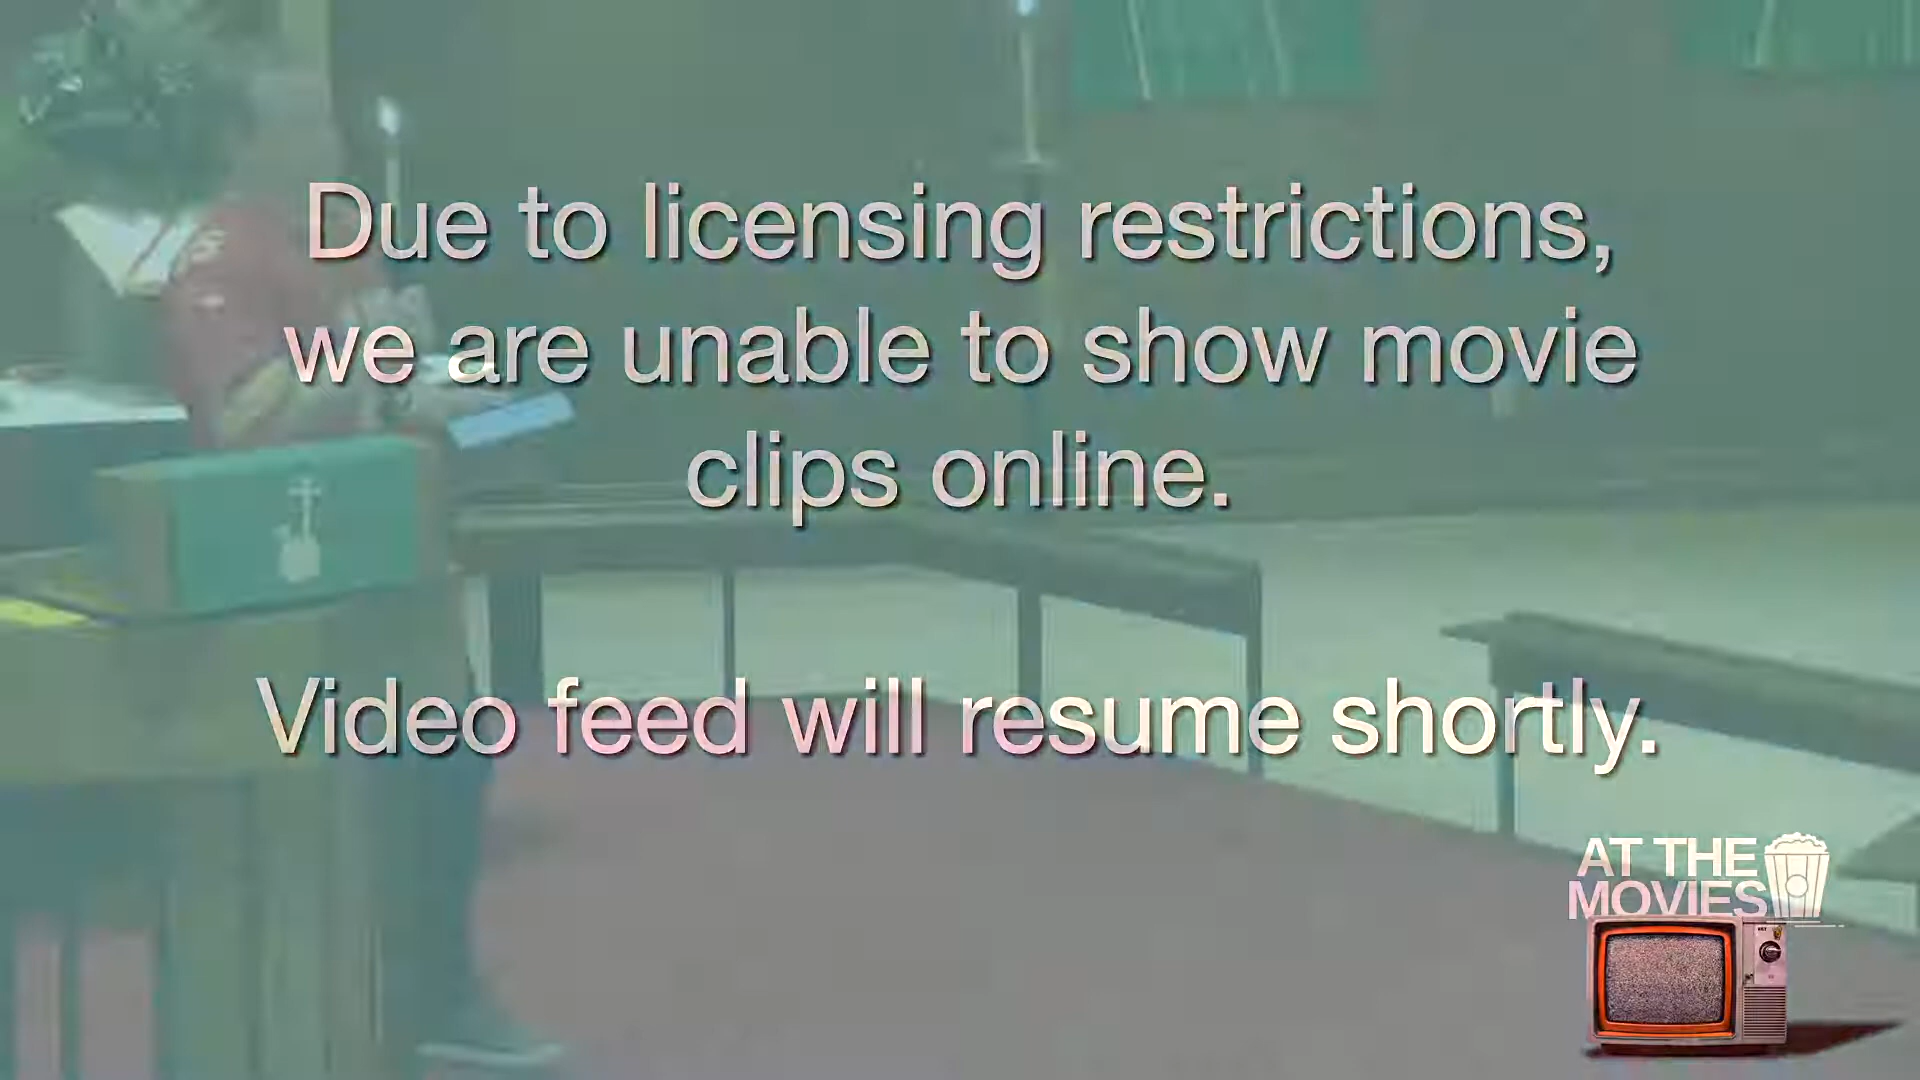 Due to licensing restrictions,
we are unable to show movie
clips online.
Video feed will resume shortly.
AT THE
MOVIES